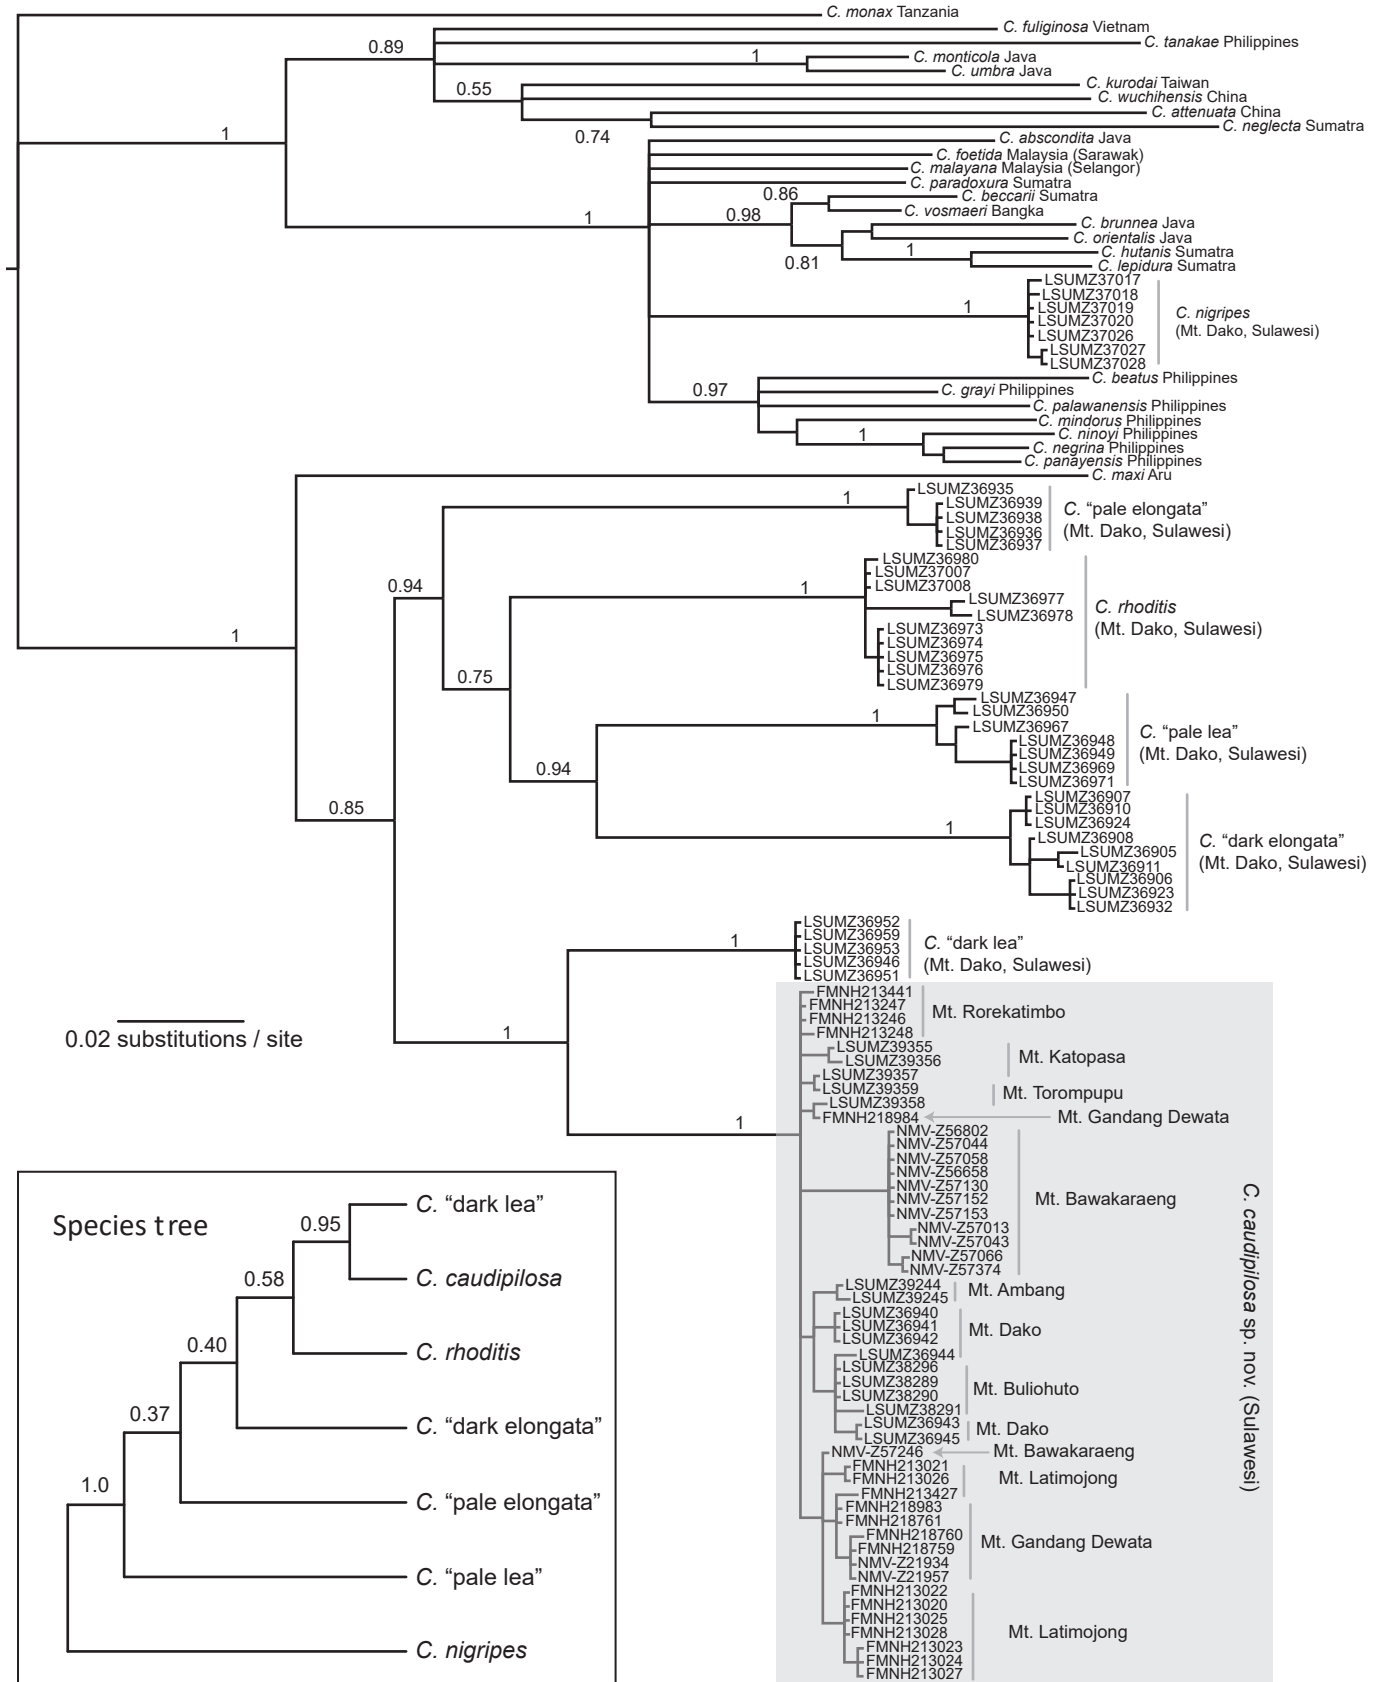 C. monax Tanzania
C. fuliginosa Vietnam
0.89
C. tanakae Philippines
1
C. monticola Java
C. umbra Java
0.55
C. kurodai Taiwan
C. wuchihensis China
C. attenuata China
C. neglecta Sumatra
1
0.74
C. abscondita Java
C. foetida Malaysia (Sarawak)
C. malayana Malaysia (Selangor)
C. paradoxura Sumatra
0.86
C. beccarii Sumatra
C. vosmaeri Bangka
1
0.98
C. brunnea Java
C. orientalis Java
1
C. hutanis Sumatra
0.81
C. lepidura Sumatra
LSUMZ37017
LSUMZ37018
LSUMZ37019
LSUMZ37020
LSUMZ37026
LSUMZ37027
LSUMZ37028
1
C. nigripes
(Mt. Dako, Sulawesi)
C. beatus Philippines
0.97
C. grayi Philippines
C. palawanensis Philippines
C. mindorus Philippines
1
C. ninoyi Philippines
C. negrina Philippines
C. panayensis Philippines
C. maxi Aru
1
LSUMZ36935
LSUMZ36939
LSUMZ36938
LSUMZ36936
LSUMZ36937
C. “pale elongata”
(Mt. Dako, Sulawesi)
0.94
1
LSUMZ36980
LSUMZ37007
LSUMZ37008
LSUMZ36977
LSUMZ36978
LSUMZ36973
LSUMZ36974
LSUMZ36975
LSUMZ36976
LSUMZ36979
C. rhoditis
(Mt. Dako, Sulawesi)
1
0.75
1
LSUMZ36947
LSUMZ36950
LSUMZ36967
LSUMZ36948
LSUMZ36949
LSUMZ36969
LSUMZ36971
C. “pale lea”
(Mt. Dako, Sulawesi)
0.94
0.85
1
LSUMZ36907
LSUMZ36910
LSUMZ36924
LSUMZ36908
LSUMZ36905
LSUMZ36911
LSUMZ36906
LSUMZ36923
LSUMZ36932
C. “dark elongata”
(Mt. Dako, Sulawesi)
1
LSUMZ36952
LSUMZ36959
LSUMZ36953
LSUMZ36946
LSUMZ36951
C. “dark lea”
(Mt. Dako, Sulawesi)
1
0.02 substitutions / site
1
FMNH213441
FMNH213247
FMNH213246
FMNH213248
Mt. Rorekatimbo
LSUMZ39355
LSUMZ39356
Mt. Katopasa
LSUMZ39357
LSUMZ39359
LSUMZ39358
Mt. Torompupu
FMNH218984
Mt. Gandang Dewata
NMV-Z56802
NMV-Z57044
NMV-Z57058
NMV-Z56658
NMV-Z57130
NMV-Z57152
NMV-Z57153
NMV-Z57013
NMV-Z57043
NMV-Z57066
NMV-Z57374
Mt. Bawakaraeng
LSUMZ39244
LSUMZ39245
Mt. Ambang
LSUMZ36940
LSUMZ36941
LSUMZ36942
LSUMZ36944
Mt. Dako
LSUMZ38296
LSUMZ38289
LSUMZ38290
LSUMZ38291
Mt. Buliohuto
LSUMZ36943
LSUMZ36945
Mt. Dako
NMV-Z57246
Mt. Bawakaraeng
FMNH213021
FMNH213026
FMNH213427
Mt. Latimojong
FMNH218983
FMNH218761
FMNH218760
FMNH218759
NMV-Z21934
NMV-Z21957
Mt. Gandang Dewata
FMNH213022
FMNH213020
FMNH213025
FMNH213028
FMNH213023
FMNH213024
FMNH213027
Mt. Latimojong
C. caudipilosa sp. nov. (Sulawesi)
Species tree
0.95
C. “dark lea”
0.58
C. caudipilosa
0.40
C. rhoditis
0.37
C. “dark elongata”
1.0
C. “pale elongata”
C. “pale lea”
C. nigripes